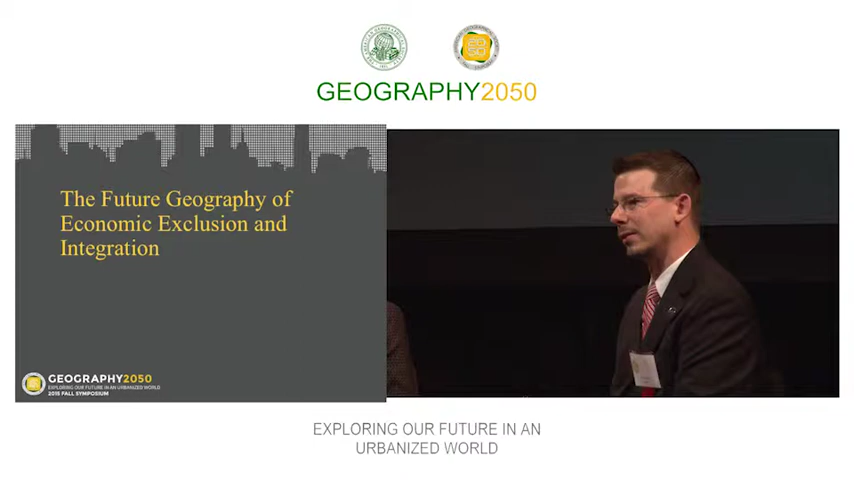 GEOGRAPHY2050
The Future Geography of
Economic Exclusion and
Integration
GEOGRAPHY2050
EXPLORING OUR FUTURE IN AN URBANIZED WORLD
2015 FALL SYMPOSIUM
EXPLORING OUR FUTURE IN AN
URBANIZED WORLD